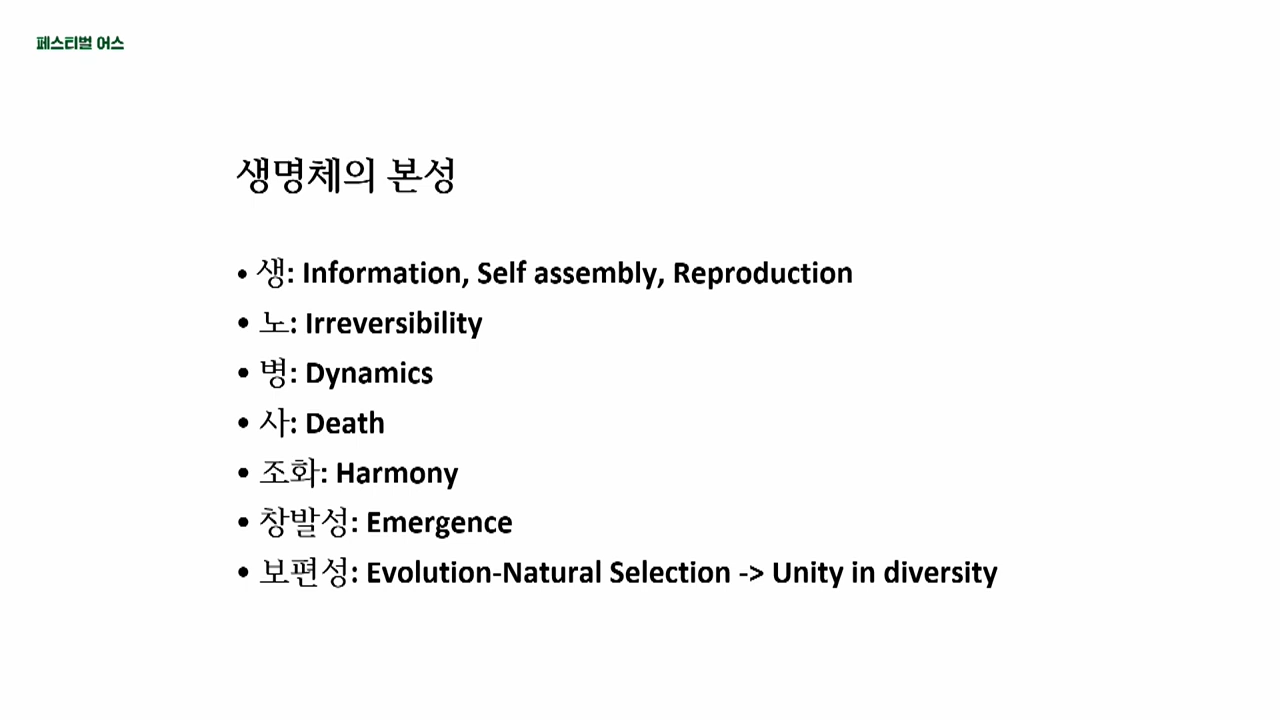 페스티벌 어스
생명체의 본성
• 생: Information, Self assembly, Reproduction
• 노: Irreversibility
• 병: Dynamics
• 사: Death
• 조화: Harmony
• 창발성: Emergence
• 보편성: Evolution-Natural Selection -> Unity in diversity